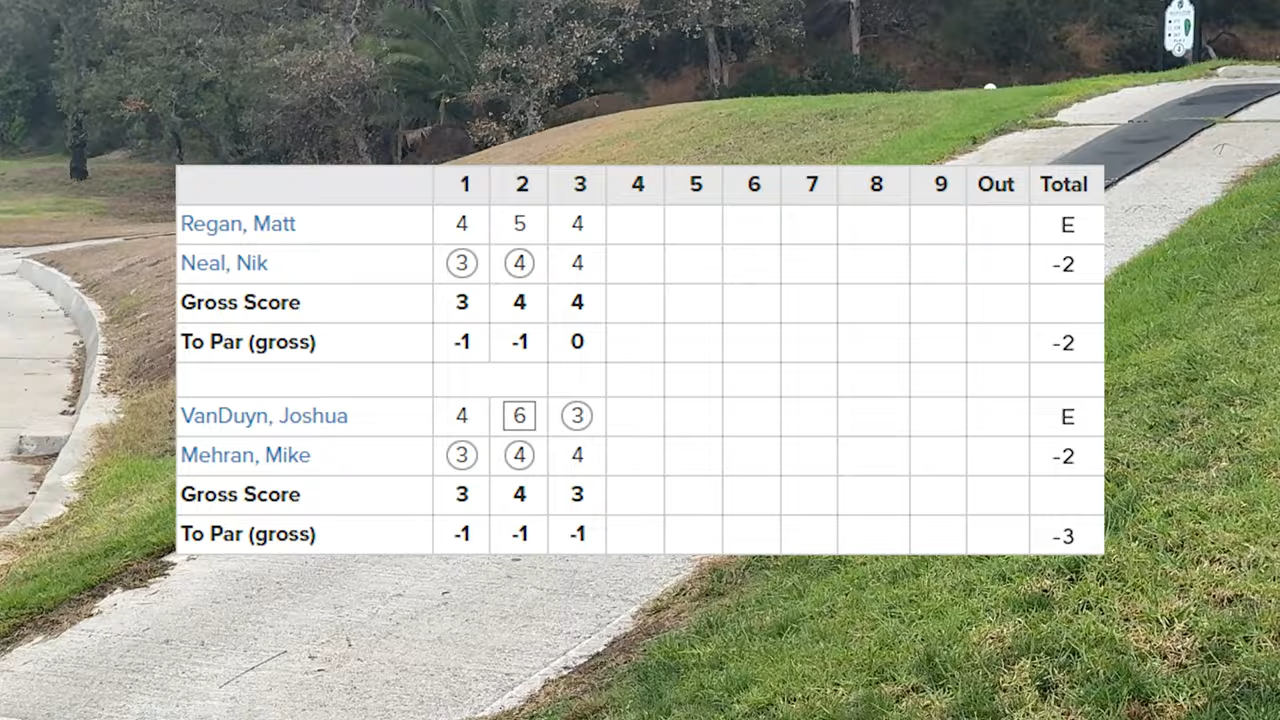 1 2 3 4 5 6 7 8 9 Out Total
Regan, Matt 4 5 4 E
Neal, Nik 3 4 4 -2
Gross Score 3 4 4
To Par (gross) -1 -1 0 -2
VanDuyn, Joshua 4 6 3 E
Mehran, Mike 3 4 4 -2
Gross Score 3 4 3
To Par (gross) -1 -1 -1 -3